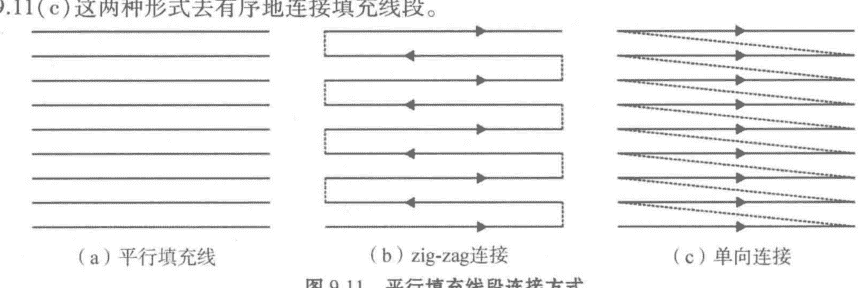 9.11(c)这两种形式去有序地连接填充线段。
(a)平行填充线
(b)zig-zag连接
(c)单向连接
图 9.11 平行填充线段连接方式